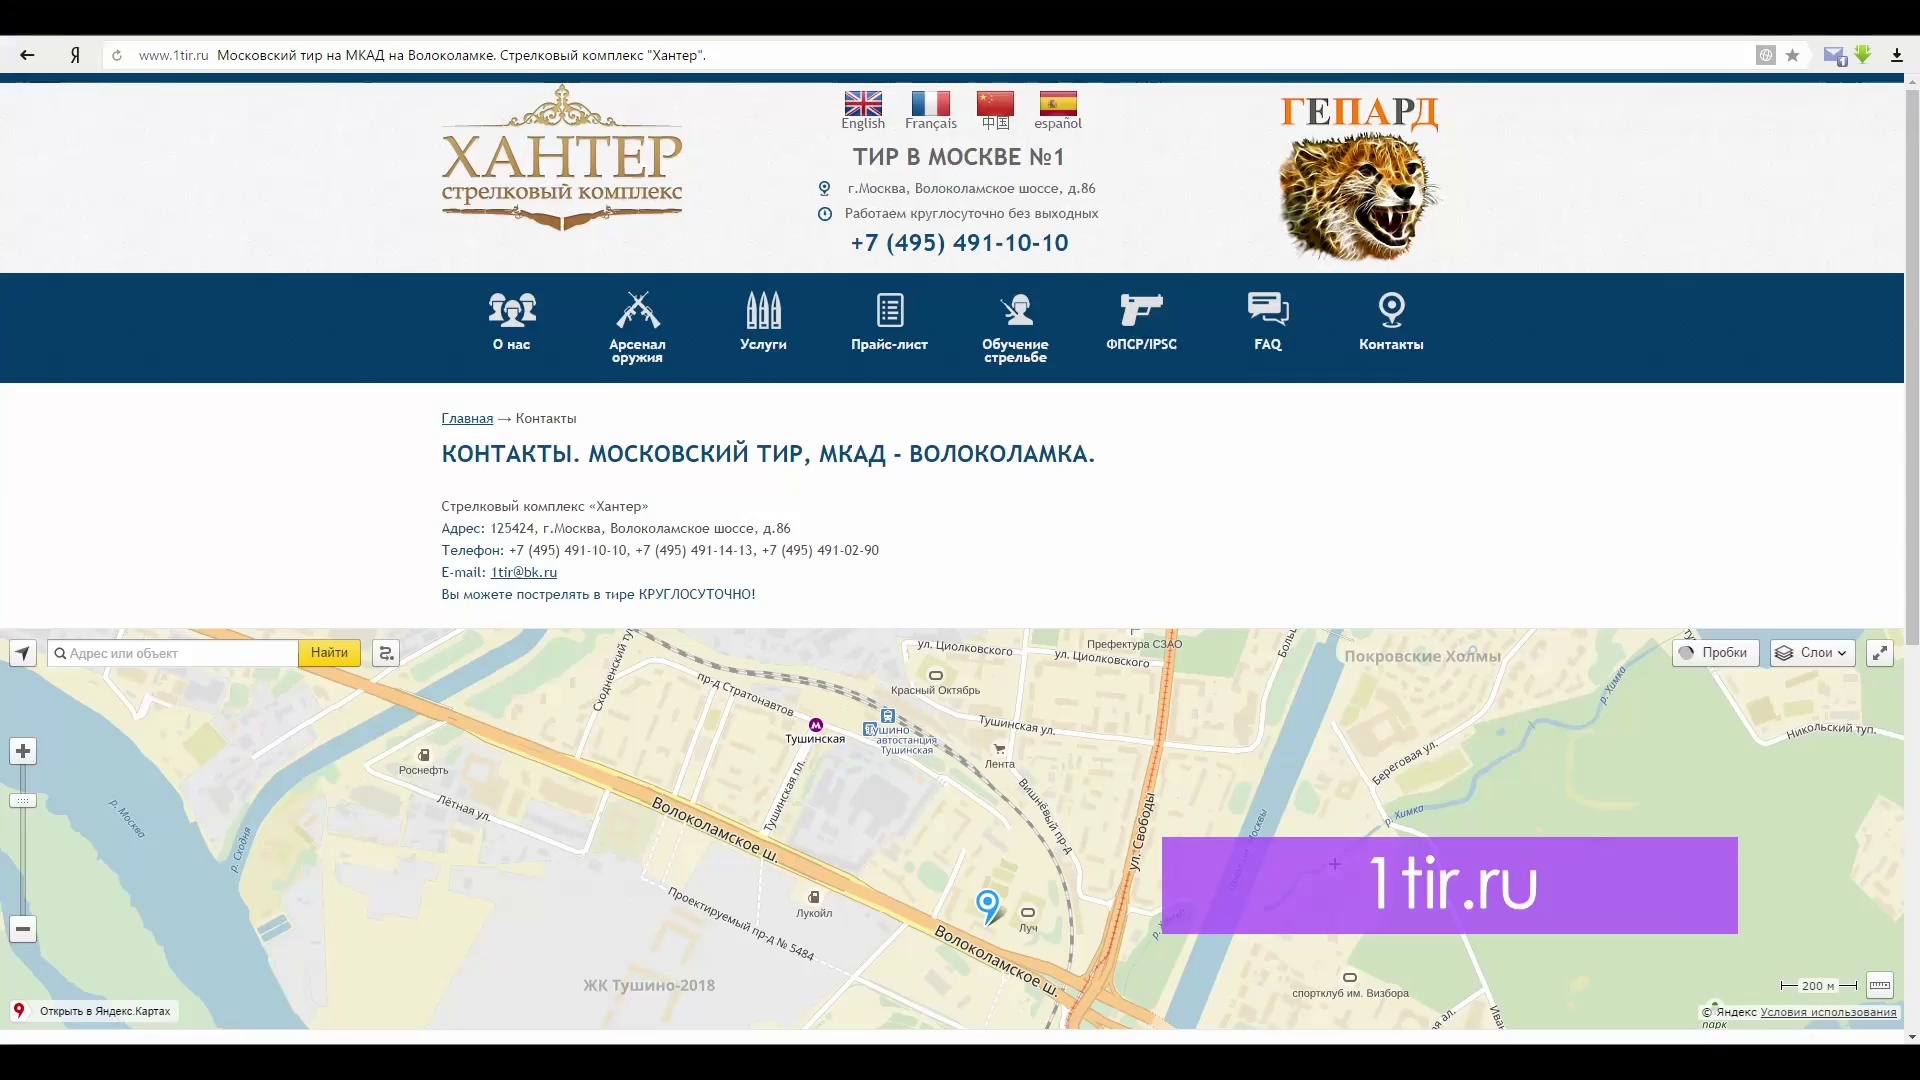 www.1tir.ru Московский тир на МКАД на Волоколамке. Стрелковый комплекс "Хантер".
ХАНТЕР
стрелковый комплекс
English
Français
中国
español
ТИР В МОСКВЕ №1
г.Москва, Волоколамское шоссе, д.86
Работаем круглосуточно без выходных
+7 (495) 491-10-10
ГЕПАРД
О нас
Арсенал
оружия
Услуги
Прайс-лист
Обучение
стрельбе
ФПСР/IPSC
FAQ
Контакты
Главная → Контакты
КОНТАКТЫ. МОСКОВСКИЙ ТИР, МКАД - ВОЛОКОЛАМКА.
Стрелковый комплекс «Хантер»
Адрес: 125424, г.Москва, Волоколамское шоссе, д.86
Телефон: +7 (495) 491-10-10, +7 (495) 491-14-13, +7 (495) 491-02-90
E-mail: 1tir@bk.ru
Вы можете пострелять в тире КРУГЛОСУТОЧНО!
Адрес или объект
Найти
Пробки
Слои
Префектура СЗАО
ул. Циолковского
ул. Циолковского
Покровские Холмы
Красный Октябрь
пр-д Стратонавтов
Тушинская ул.
Тушинская
Тушино
автостанция
Тушинская
Лента
Никольский туп.
р. Химка
Береговая ул.
Роснефть
Лётная ул.
Тушинская пл.
Вишнёвый пр-д
Волоколамское ш.
ул. Свободы
р. Москва
р. Сходня
р. Химка
1tir.ru
Лукойл
Луч
Проектируемый пр-д № 5484
Волоколамское ш.
ЖК Тушино-2018
спортклуб им. Визбора
200 м
Открыть в Яндекс.Картах
© Яндекс Условия использования
парк